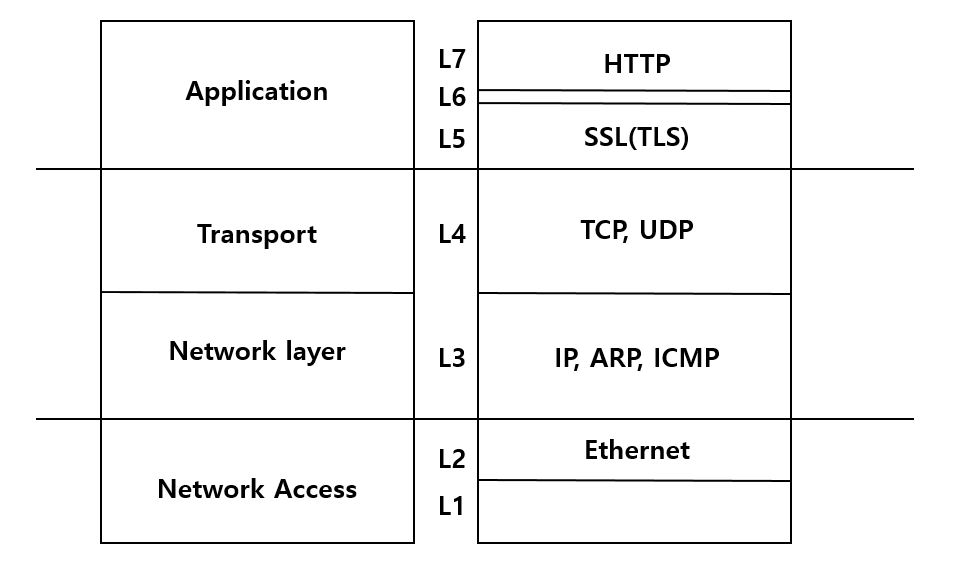 Application
L7
HTTP
L6
L5
SSL(TLS)
Transport
L4
TCP, UDP
Network layer
L3
IP, ARP, ICMP
Network Access
L2
Ethernet
L1